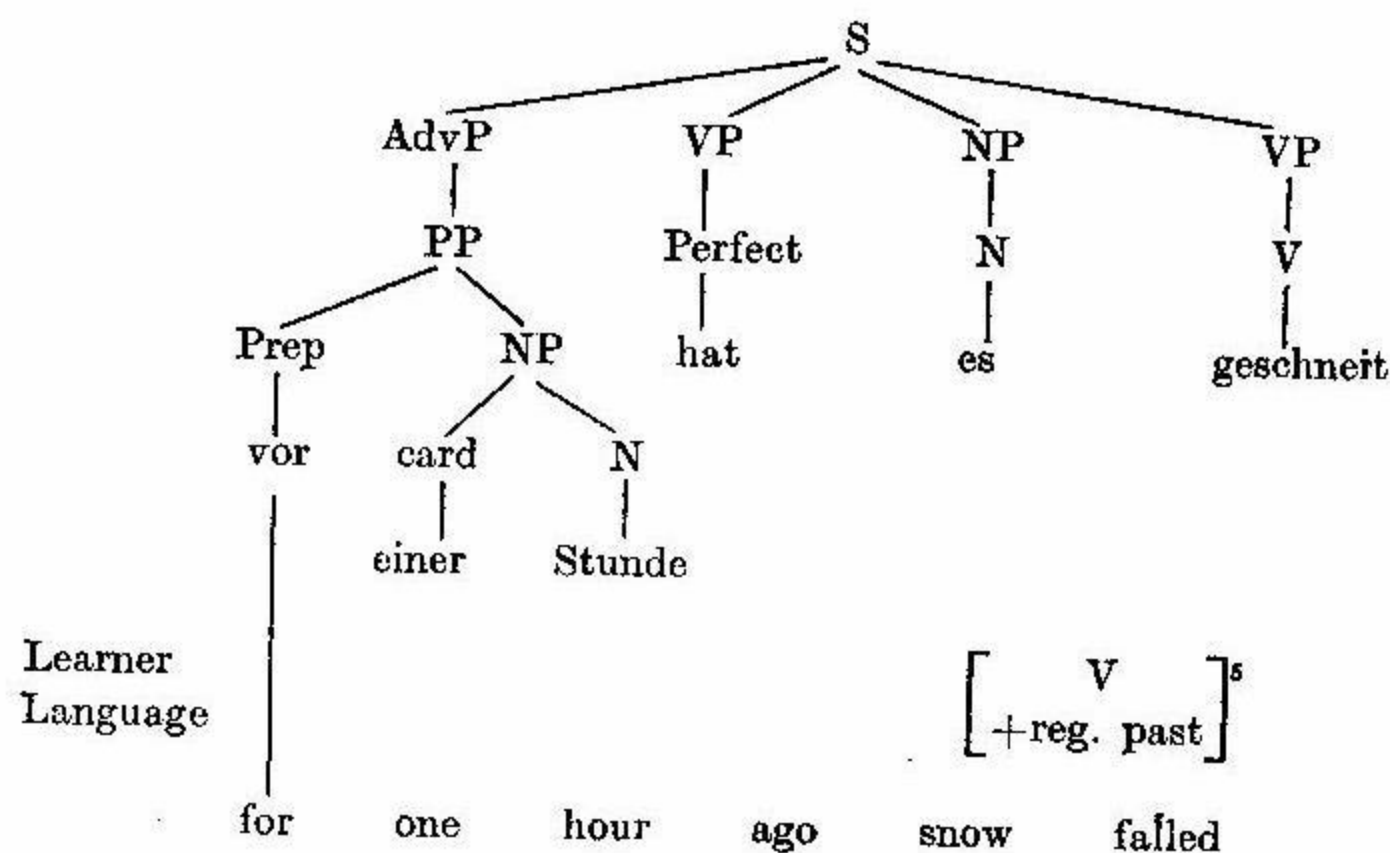 S
AdvP VP NP VP
PP Perfect N V
Prep NP hat es geschneit
vor card N
einer Stunde
Learner
Language
[ V
+reg. past ]⁵
for one hour ago snow falled